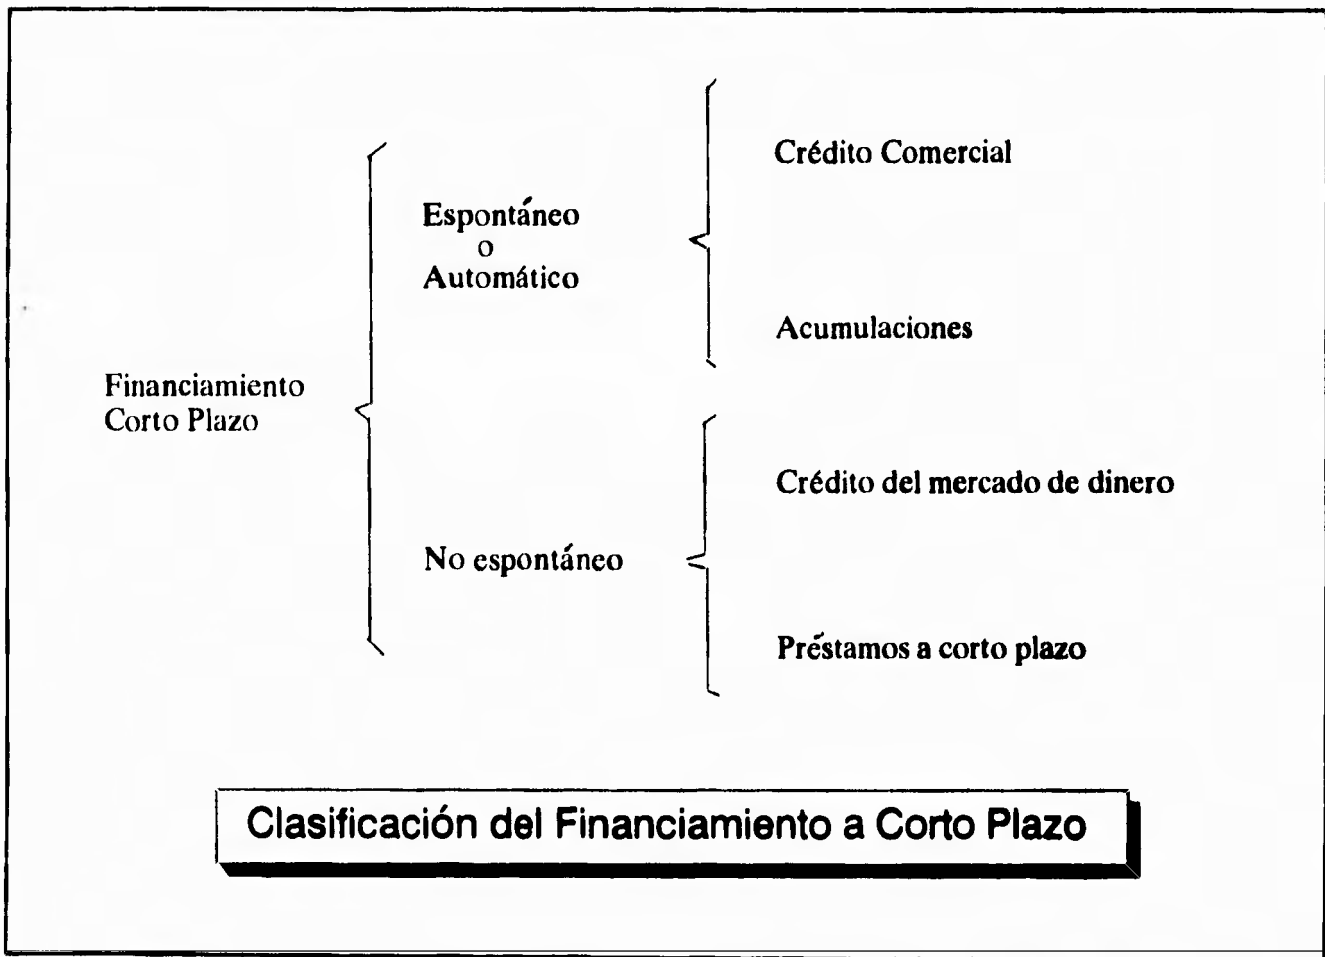 Financiamiento
Corto Plazo
Espontáneo
o
Automático
Crédito Comercial
Acumulaciones
No espontáneo
Crédito del mercado de dinero
Préstamos a corto plazo
Clasificación del Financiamiento a Corto Plazo